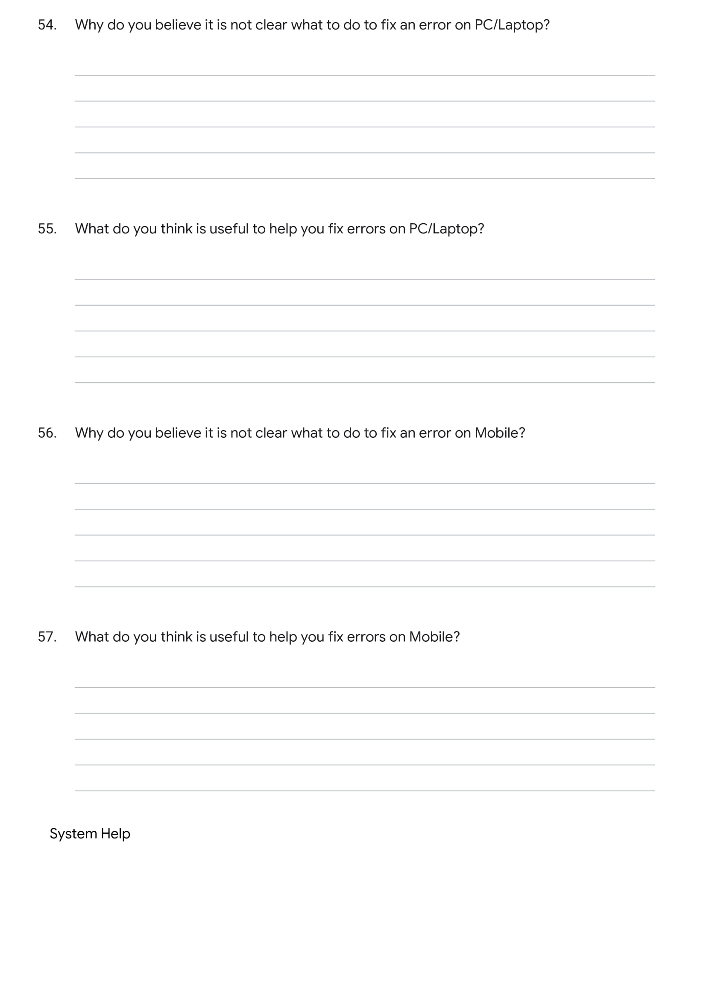 54. Why do you believe it is not clear what to do to fix an error on PC/Laptop?
55. What do you think is useful to help you fix errors on PC/Laptop?
56. Why do you believe it is not clear what to do to fix an error on Mobile?
57. What do you think is useful to help you fix errors on Mobile?
System Help